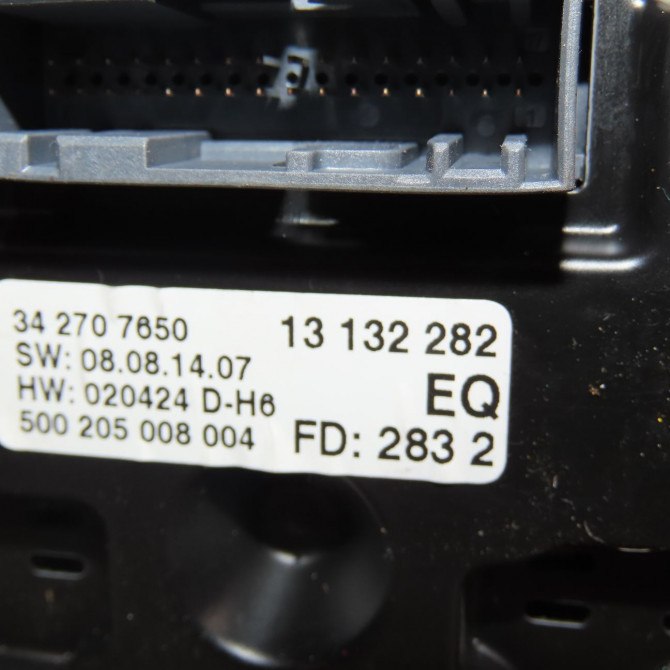 34 270 7650
13 132 282
SW: 08.08.14.07
EQ
HW: 020424 D-H6
500 205 008 004
FD: 283 2